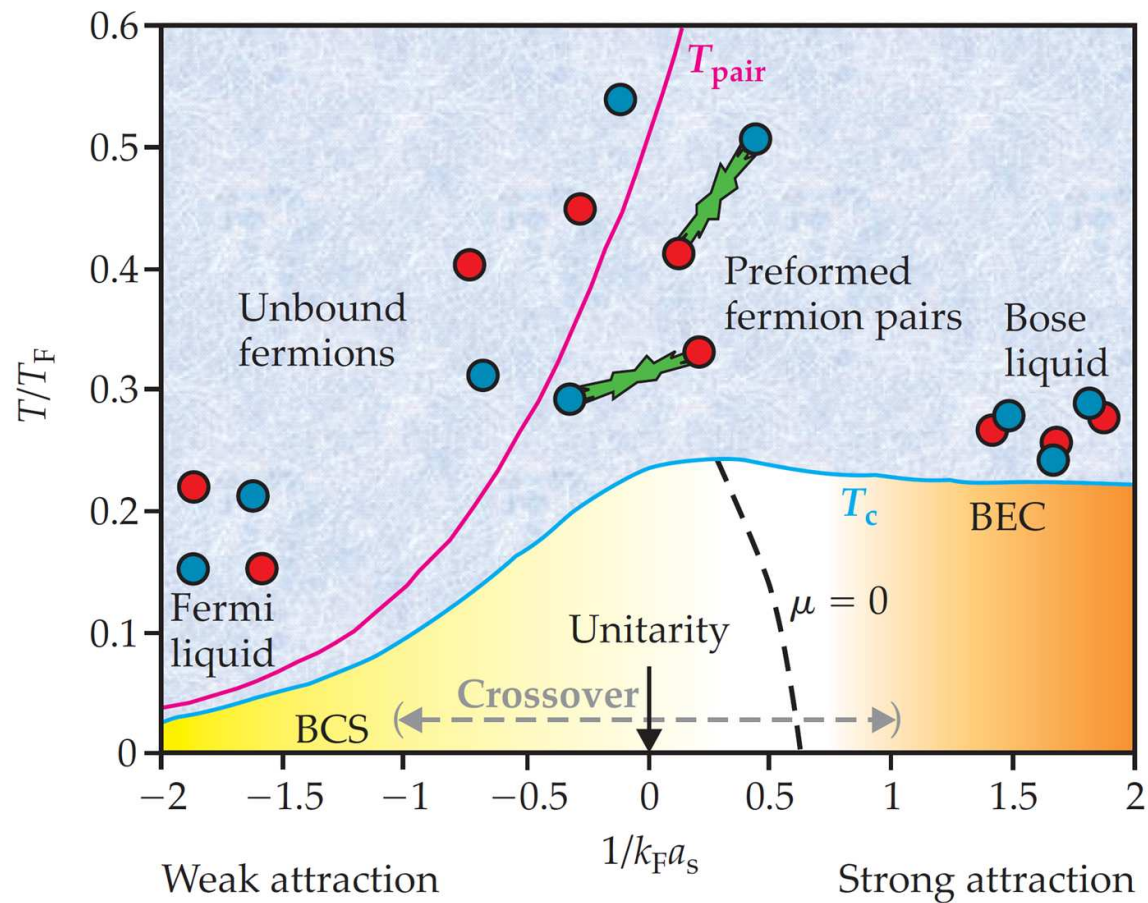 0.6
0.5
0.4
0.3
0.2
0.1
0
T/T_F
T_pair
Unbound
fermions
Preformed
fermion pairs
Bose
liquid
T_c
BEC
Fermi
liquid
μ = 0
Unitarity
Crossover
BCS
−2
−1.5
−1
−0.5
0
0.5
1
1.5
2
1/k_F a_s
Weak attraction
Strong attraction